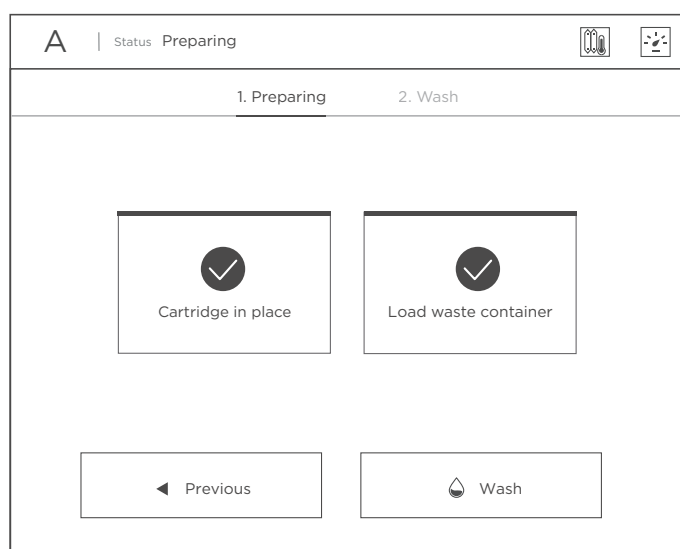 A | Status Preparing
1. Preparing 2. Wash
Cartridge in place Load waste container
Previous Wash